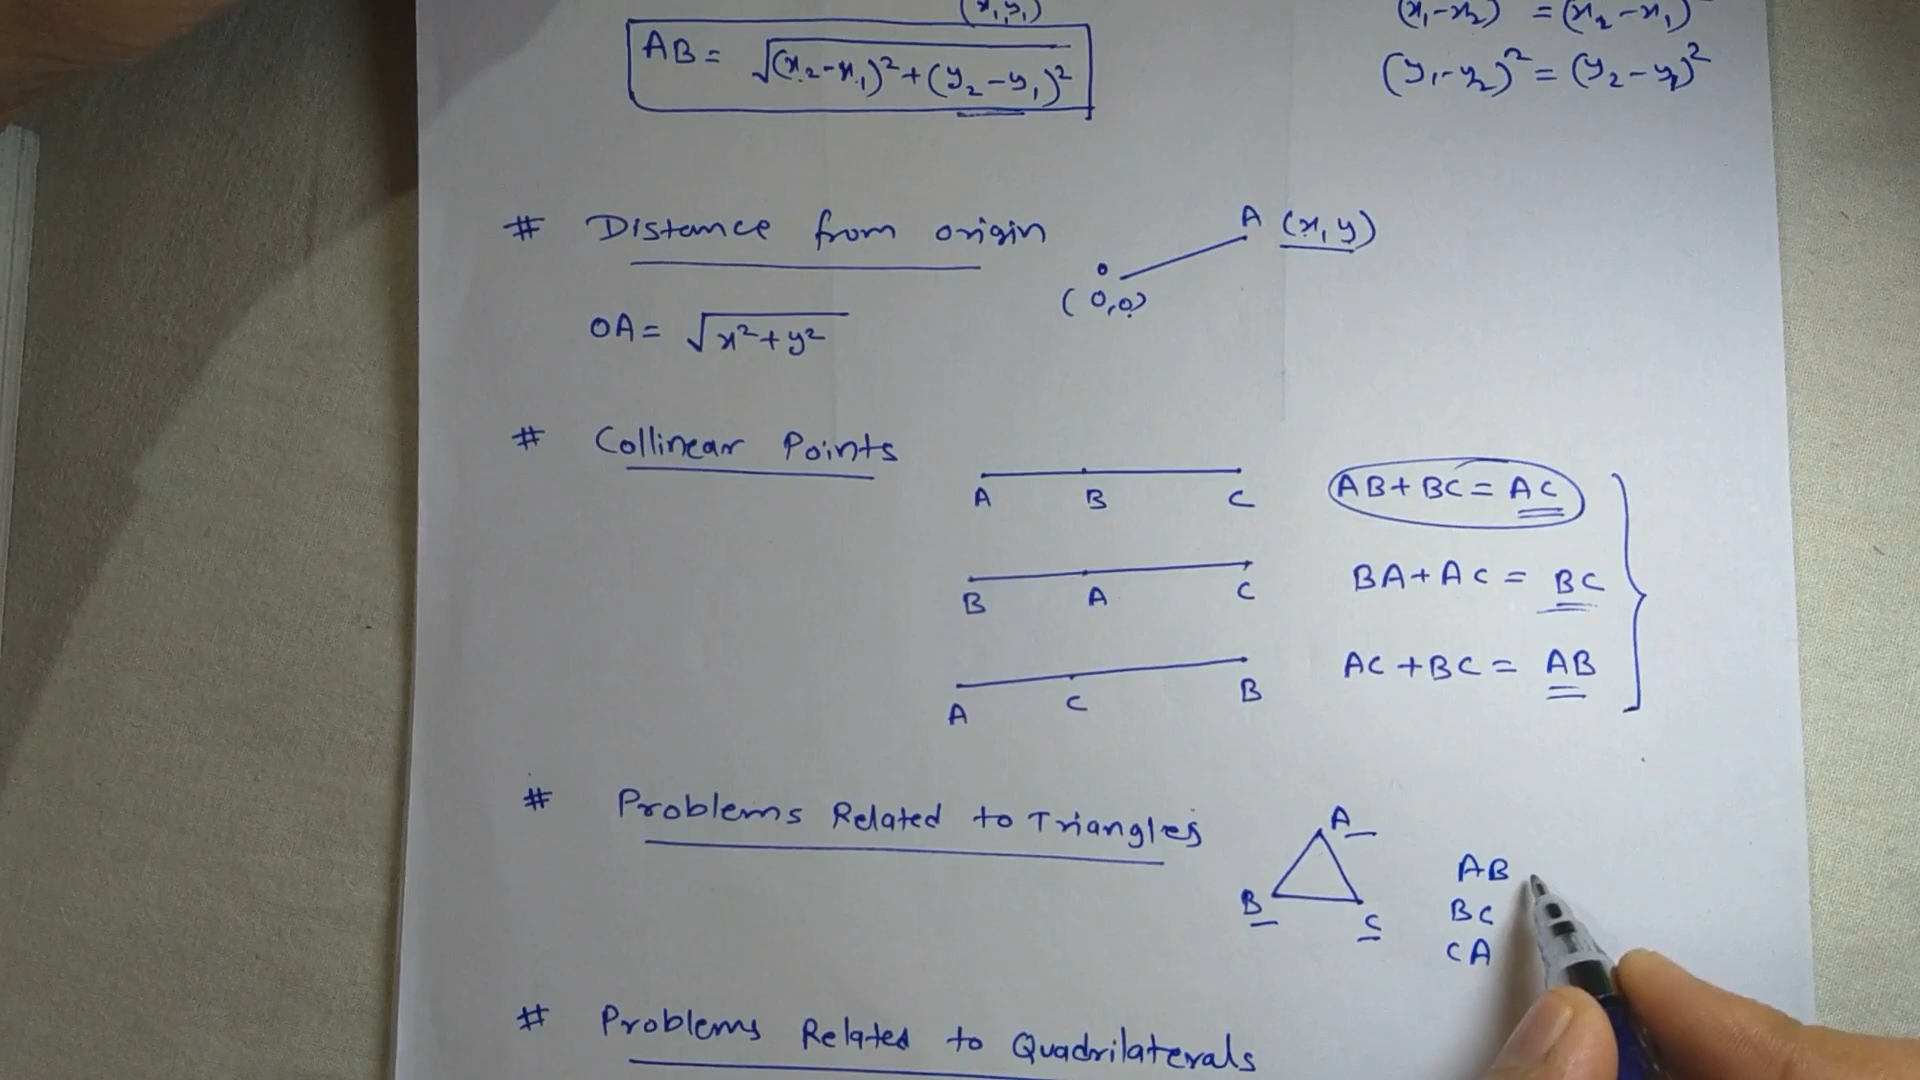 (x₁,y₁)
AB = √(x₂-x₁)²+(y₂-y₁)²
(x₁-x₂) = (x₂-x₁)
(y₁-y₂)² = (y₂-y₁)²
# Distance from origin
A (x,y)
o
(0,0)
OA = √x²+y²
# Collinear Points
A B C
AB+BC = AC
B A C
BA+AC = BC
A C B
AC+BC = AB
# Problems Related to Triangles
A
B
C
AB
BC
CA
# Problems Related to Quadrilaterals